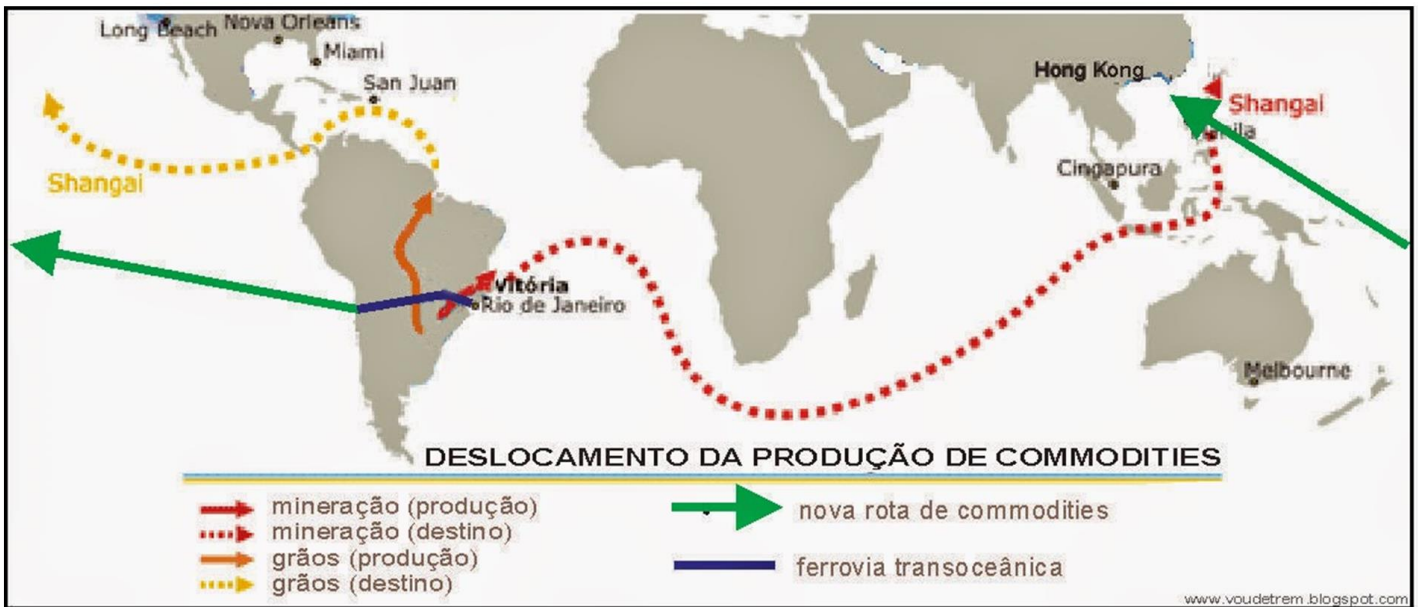 Long Beach
Nova Orleans
Miami
San Juan
Hong Kong
Shangai
Cingapura
Shangai
Vitória
Rio de Janeiro
Melbourne
DESLOCAMENTO DA PRODUÇÃO DE COMMODITIES
mineração (produção)
mineração (destino)
grãos (produção)
grãos (destino)
nova rota de commodities
ferrovia transoceânica
www.voudetrem.blogspot.com